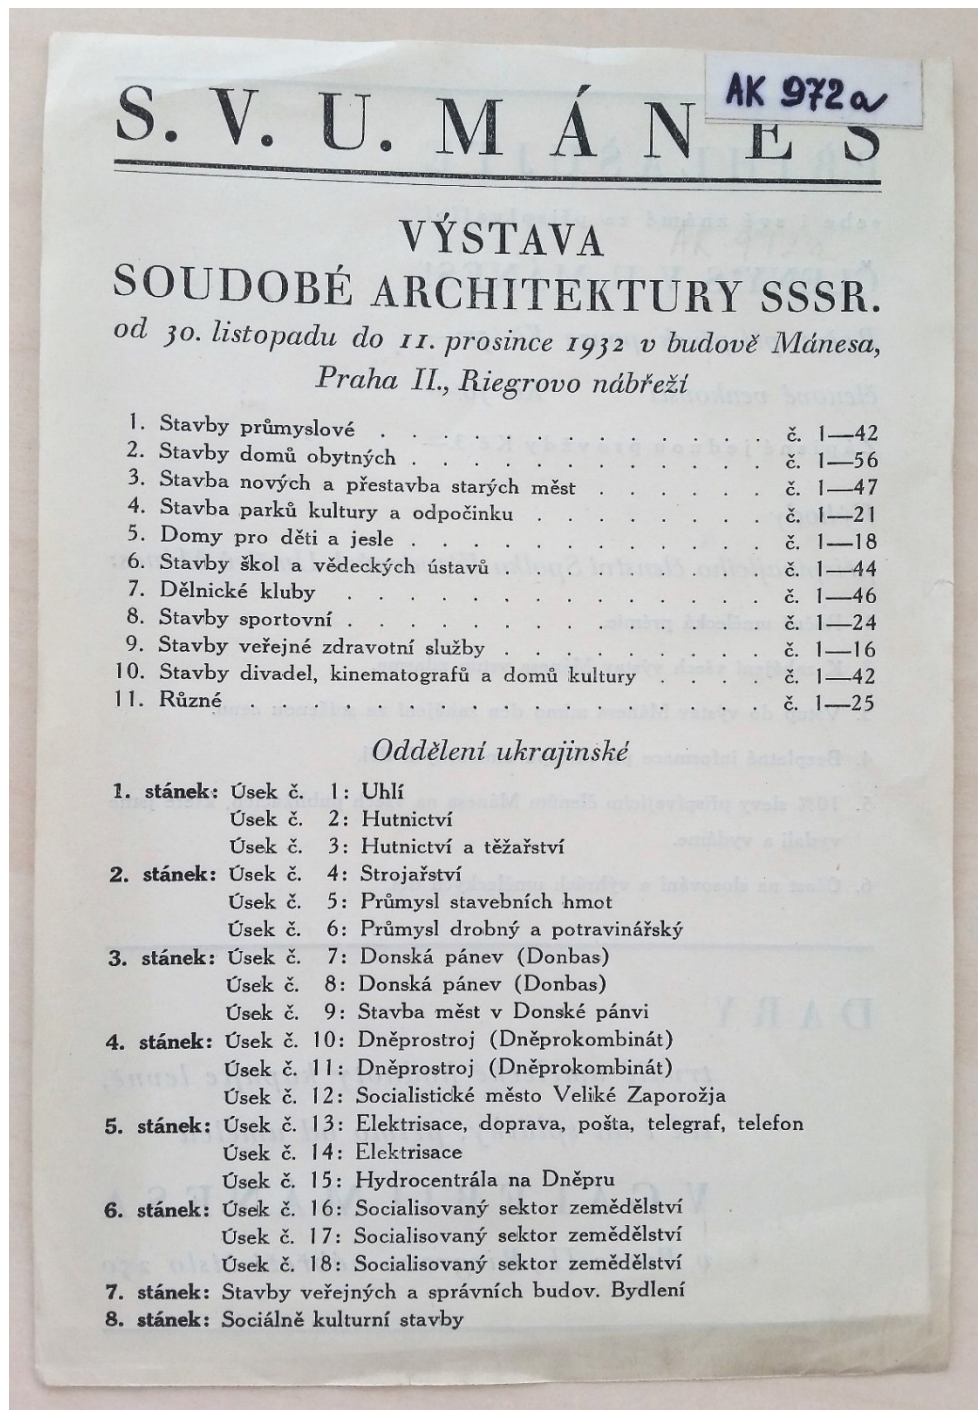 AK 972a
S. V. U. MÁNES
VÝSTAVA
SOUDOBÉ ARCHITEKTURY SSSR.
od 30. listopadu do 11. prosince 1932 v budově Mánesa,
Praha II., Riegrovo nábřeží
1. Stavby průmyslové . . . . . . . . . . . . . č. 1—42
2. Stavby domů obytných . . . . . . . . . . . . č. 1—56
3. Stavba nových a přestavba starých měst . . . . . . č. 1—47
4. Stavba parků kultury a odpočinku . . . . . . . . č. 1—21
5. Domy pro děti a jesle . . . . . . . . . . . . č. 1—18
6. Stavby škol a vědeckých ústavů . . . . . . . . . č. 1—44
7. Dělnické kluby . . . . . . . . . . . . . . č. 1—46
8. Stavby sportovní . . . . . . . . . . . . . . č. 1—24
9. Stavby veřejné zdravotní služby . . . . . . . . . č. 1—16
10. Stavby divadel, kinematografů a domů kultury . . . . č. 1—42
11. Různé . . . . . . . . . . . . . . . . . č. 1—25
Oddělení ukrajinské
1. stánek: Úsek č. 1: Uhlí
Úsek č. 2: Hutnictví
Úsek č. 3: Hutnictví a těžařství
2. stánek: Úsek č. 4: Strojařství
Úsek č. 5: Průmysl stavebních hmot
Úsek č. 6: Průmysl drobný a potravinářský
3. stánek: Úsek č. 7: Donská pánev (Donbas)
Úsek č. 8: Donská pánev (Donbas)
Úsek č. 9: Stavba měst v Donské pánvi
4. stánek: Úsek č. 10: Dněprostroj (Dněprokombinát)
Úsek č. 11: Dněprostroj (Dněprokombinát)
Úsek č. 12: Socialistické město Veliké Zaporožja
5. stánek: Úsek č. 13: Elektrisace, doprava, pošta, telegraf, telefon
Úsek č. 14: Elektrisace
Úsek č. 15: Hydrocentrála na Dněpru
6. stánek: Úsek č. 16: Socialisovaný sektor zemědělství
Úsek č. 17: Socialisovaný sektor zemědělství
Úsek č. 18: Socialisovaný sektor zemědělství
7. stánek: Stavby veřejných a správních budov. Bydlení
8. stánek: Sociálně kulturní stavby